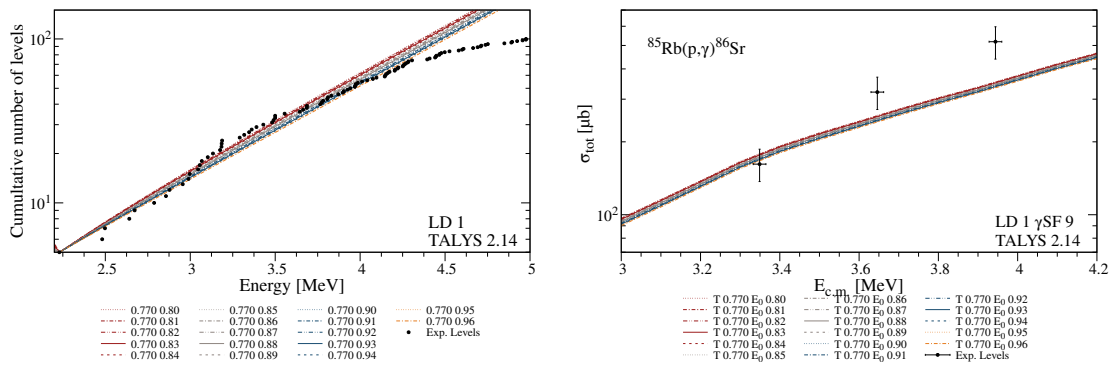 Cumultative number of levels
10²
10¹
LD 1
TALYS 2.14
2.5 3 3.5 4 4.5 5
Energy [MeV]
0.770 0.80 0.770 0.85 0.770 0.90 0.770 0.95
0.770 0.81 0.770 0.86 0.770 0.91 0.770 0.96
0.770 0.82 0.770 0.87 0.770 0.92 Exp. Levels
0.770 0.83 0.770 0.88 0.770 0.93
0.770 0.84 0.770 0.89 0.770 0.94
⁸⁵Rb(p,γ)⁸⁶Sr
σtot [μb]
10²
LD 1 γSF 9
TALYS 2.14
3 3.2 3.4 3.6 3.8 4 4.2
Ec.m. [MeV]
T 0.770 E₀ 0.80 T 0.770 E₀ 0.86 T 0.770 E₀ 0.92
T 0.770 E₀ 0.81 T 0.770 E₀ 0.87 T 0.770 E₀ 0.93
T 0.770 E₀ 0.82 T 0.770 E₀ 0.88 T 0.770 E₀ 0.94
T 0.770 E₀ 0.83 T 0.770 E₀ 0.89 T 0.770 E₀ 0.95
T 0.770 E₀ 0.84 T 0.770 E₀ 0.90 T 0.770 E₀ 0.96
T 0.770 E₀ 0.85 T 0.770 E₀ 0.91 Exp. Levels